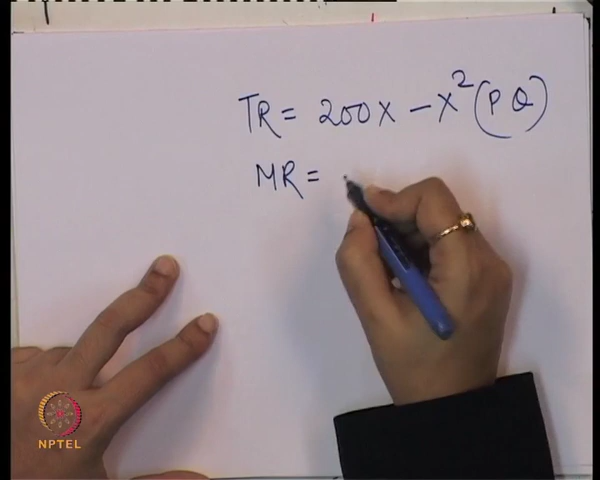 TR = 200X - X² (PQ)
MR =
NPTEL